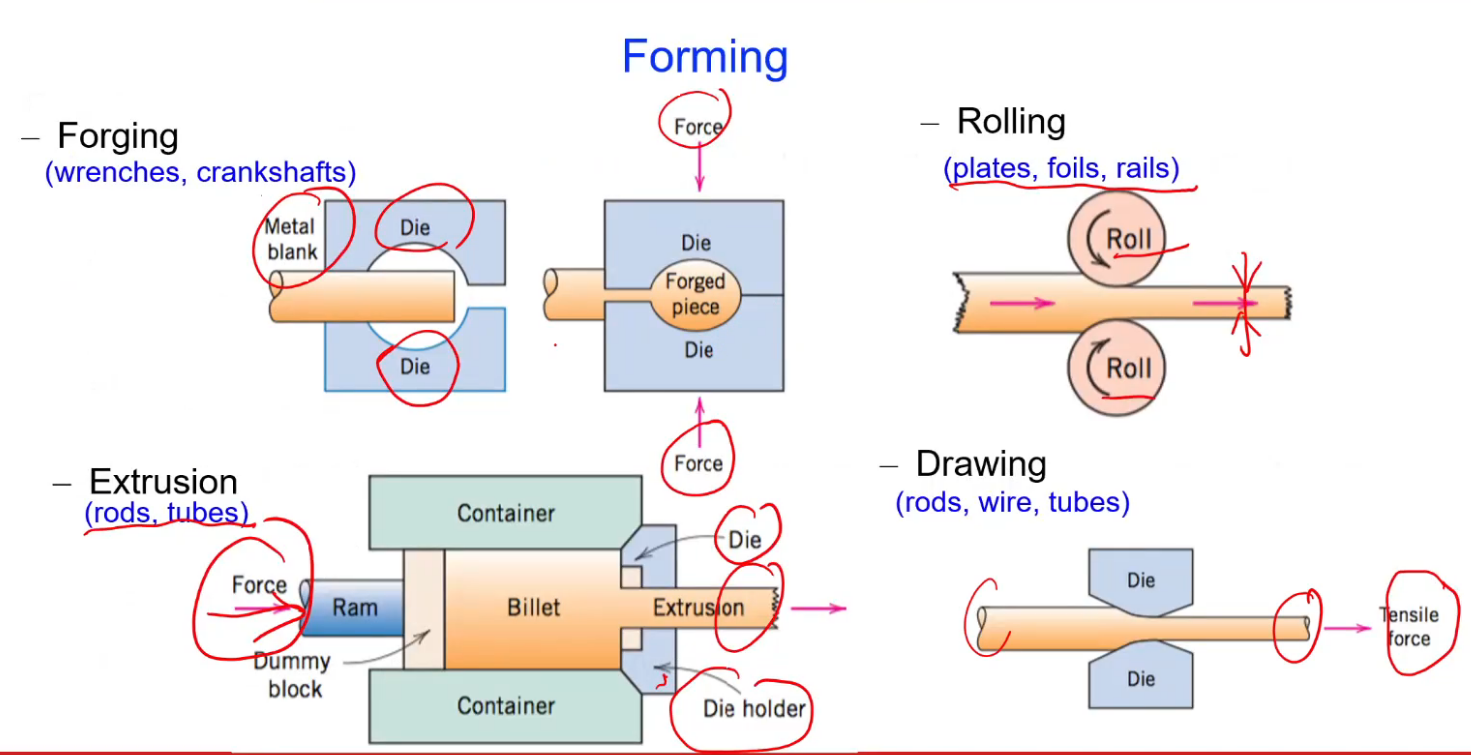 Forming
– Forging
(wrenches, crankshafts)
Metal
blank
Die
Die
Force
Die
Forged
piece
Die
Force
– Rolling
(plates, foils, rails)
Roll
Roll
– Extrusion
(rods, tubes)
Force
Ram
Dummy
block
Container
Billet
Container
Die
Extrusion
Die holder
– Drawing
(rods, wire, tubes)
Die
Die
Tensile
force